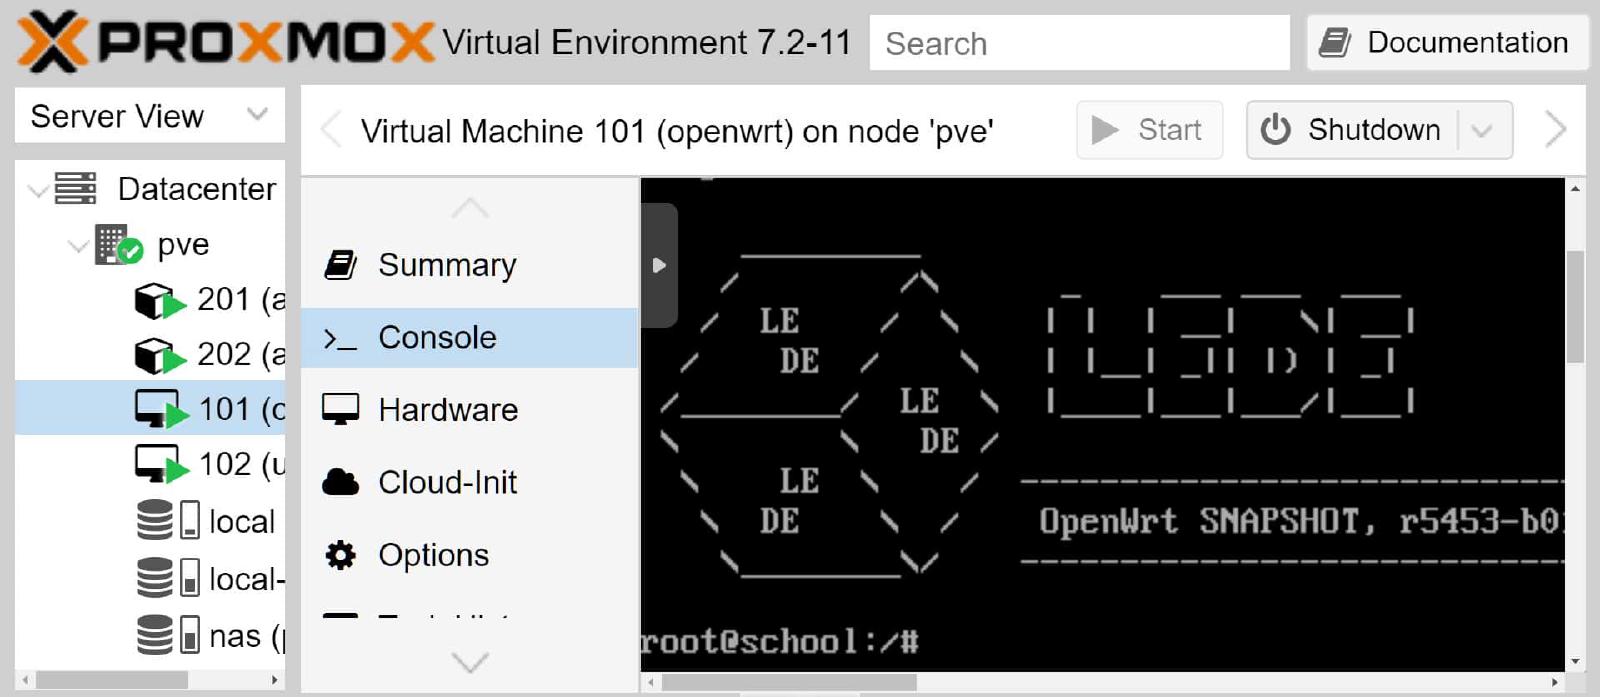 PROXMOX Virtual Environment 7.2-11 Search Documentation
Server View
Virtual Machine 101 (openwrt) on node 'pve' Start Shutdown
Datacenter
pve
201 (a
202 (a
101 (o
102 (u
local
local-
nas (p
Summary
>_ Console
Hardware
Cloud-Init
Options
LE
DE
LE
DE
LE
DE
LEDE
OpenWrt SNAPSHOT, r5453-b0
root@school:/#